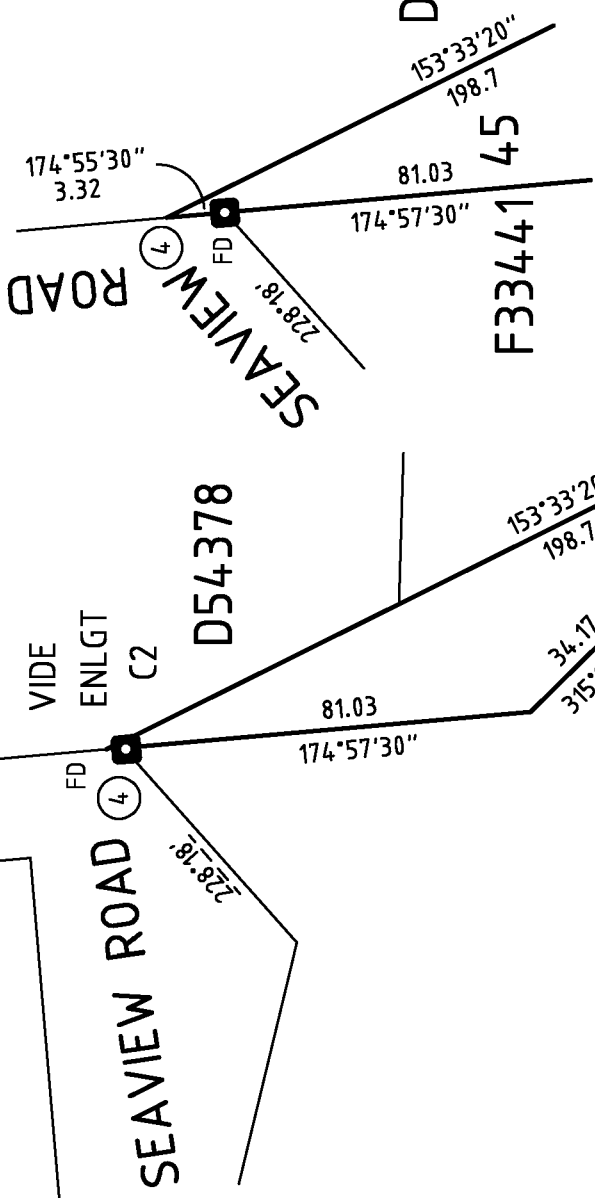 D
153°33'20"
198.7
174°55'30"
3.32
81.03
174°57'30"
45
F33441
4
FD
ROAD
SEAVIEW
228°18'
D54378
VIDE
ENLGT
C2
153°33'20
198.7
34.17
315°
81.03
174°57'30"
FD
4
228°18'
SEAVIEW ROAD